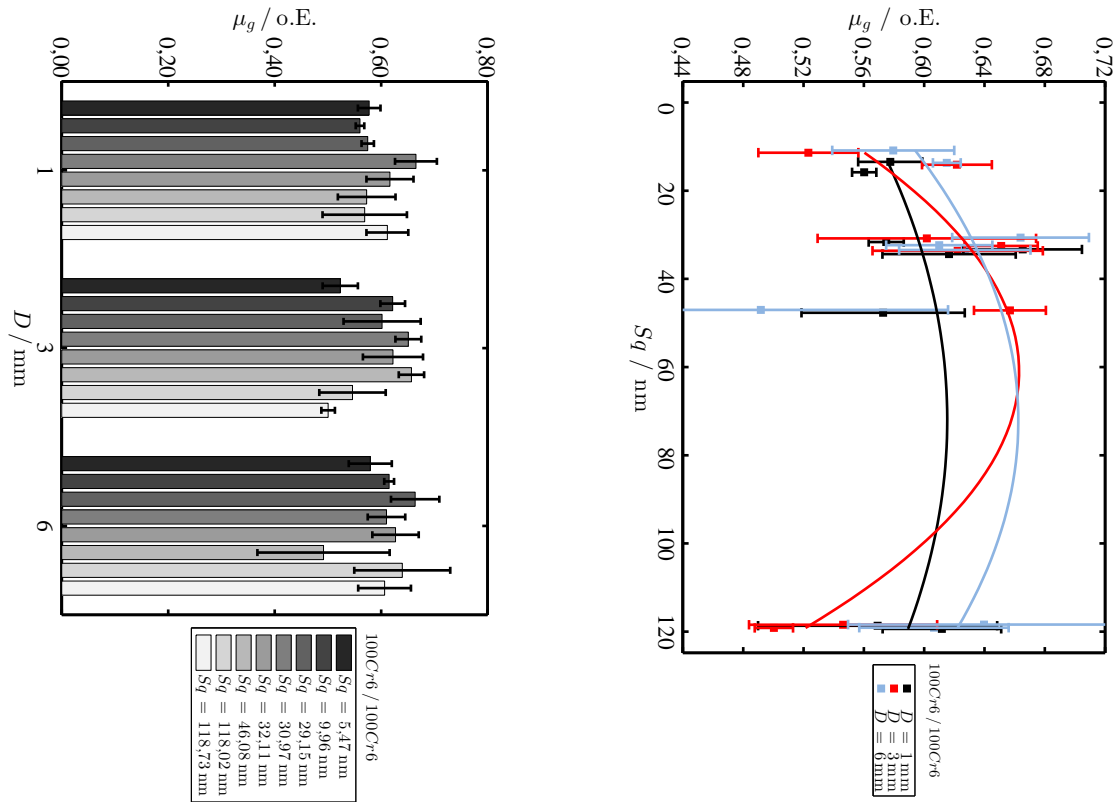 μ_g / o.E.
0,72
0,68
0,64
0,60
0,56
0,52
0,48
0,44
0 20 40 60 80 100 120
Sq / nm
100Cr6 / 100Cr6
D = 1 mm
D = 3 mm
D = 6 mm
μ_g / o.E.
0,80
0,60
0,40
0,20
0,00
1 3 6
D / mm
100Cr6 / 100Cr6
Sq = 5,47 nm
Sq = 9,96 nm
Sq = 29,15 nm
Sq = 30,97 nm
Sq = 32,11 nm
Sq = 46,08 nm
Sq = 118,02 nm
Sq = 118,73 nm